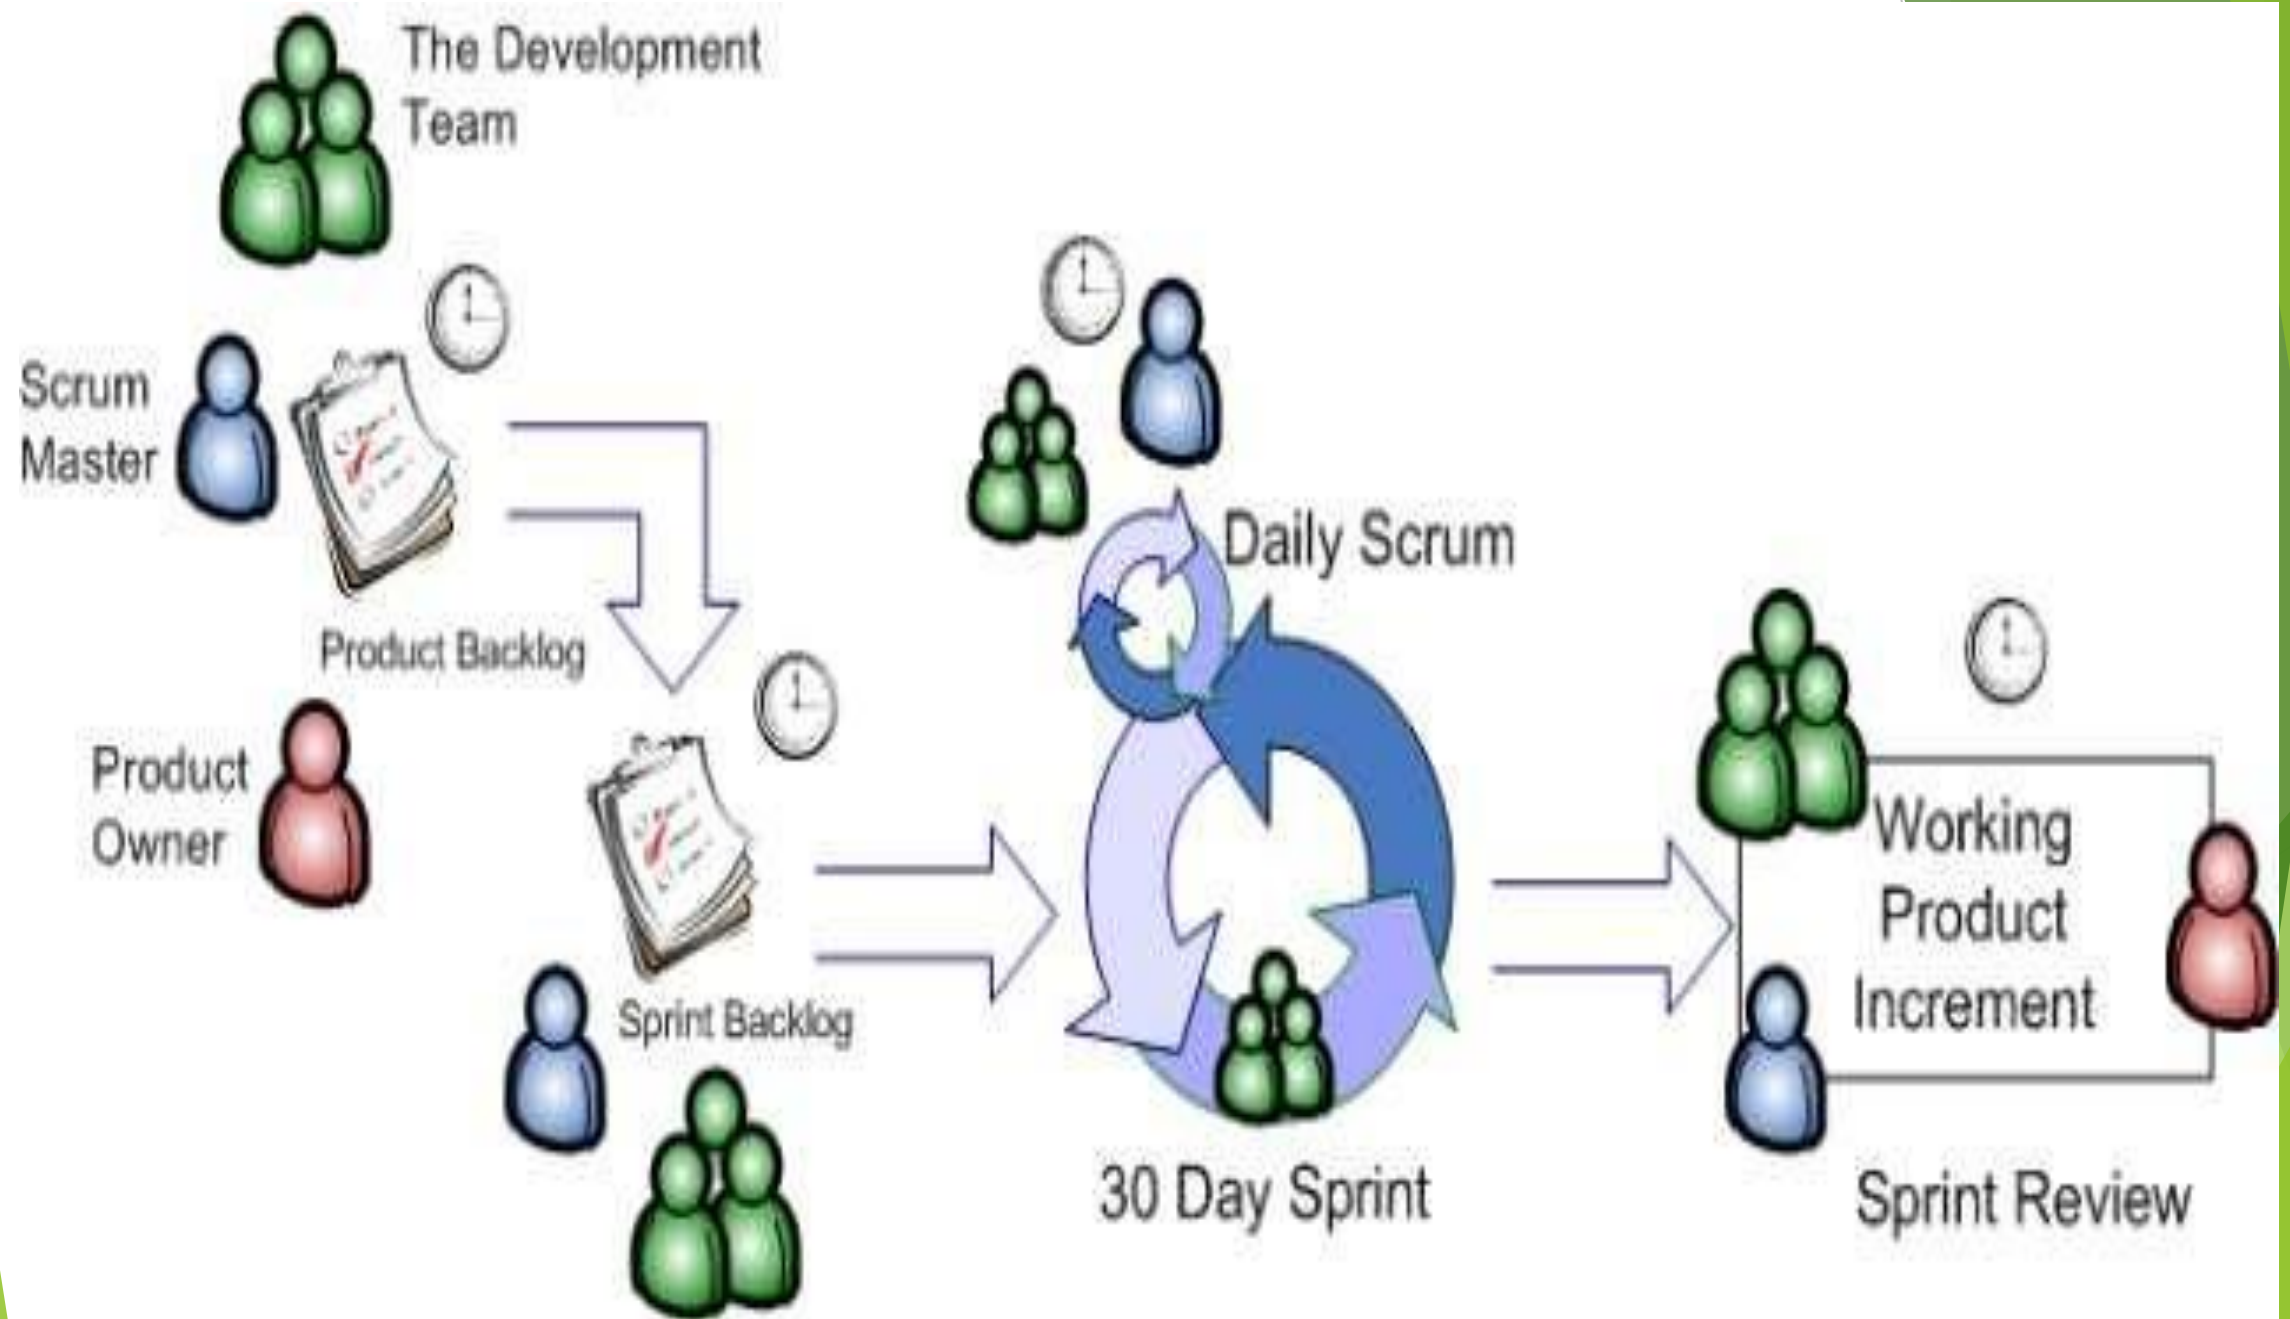 The Development
Team
Scrum
Master
Product Backlog
Product
Owner
Sprint Backlog
Daily Scrum
30 Day Sprint
Working
Product
Increment
Sprint Review